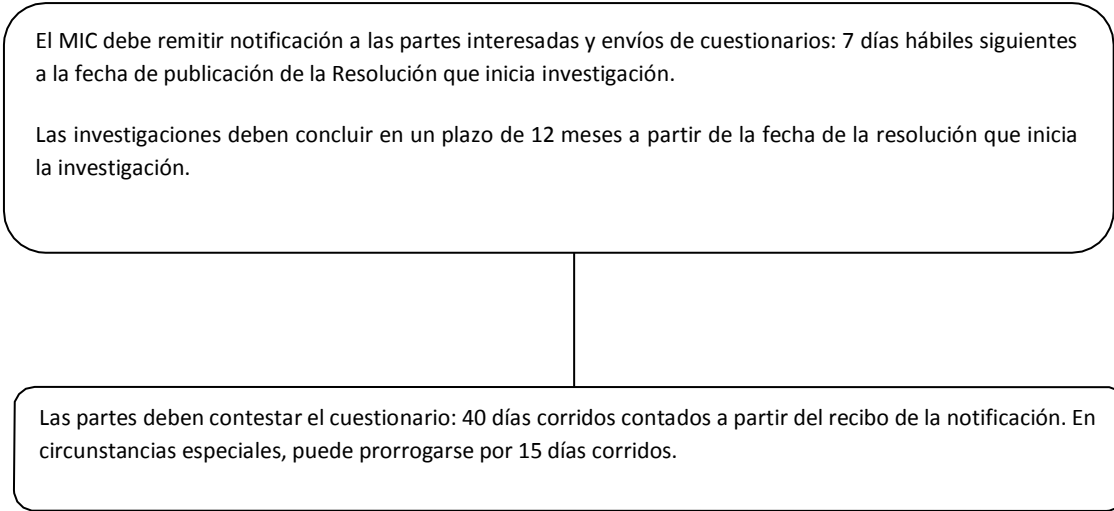 El MIC debe remitir notificación a las partes interesadas y envíos de cuestionarios: 7 días hábiles siguientes
a la fecha de publicación de la Resolución que inicia investigación.
Las investigaciones deben concluir en un plazo de 12 meses a partir de la fecha de la resolución que inicia
la investigación.
Las partes deben contestar el cuestionario: 40 días corridos contados a partir del recibo de la notificación. En
circunstancias especiales, puede prorrogarse por 15 días corridos.